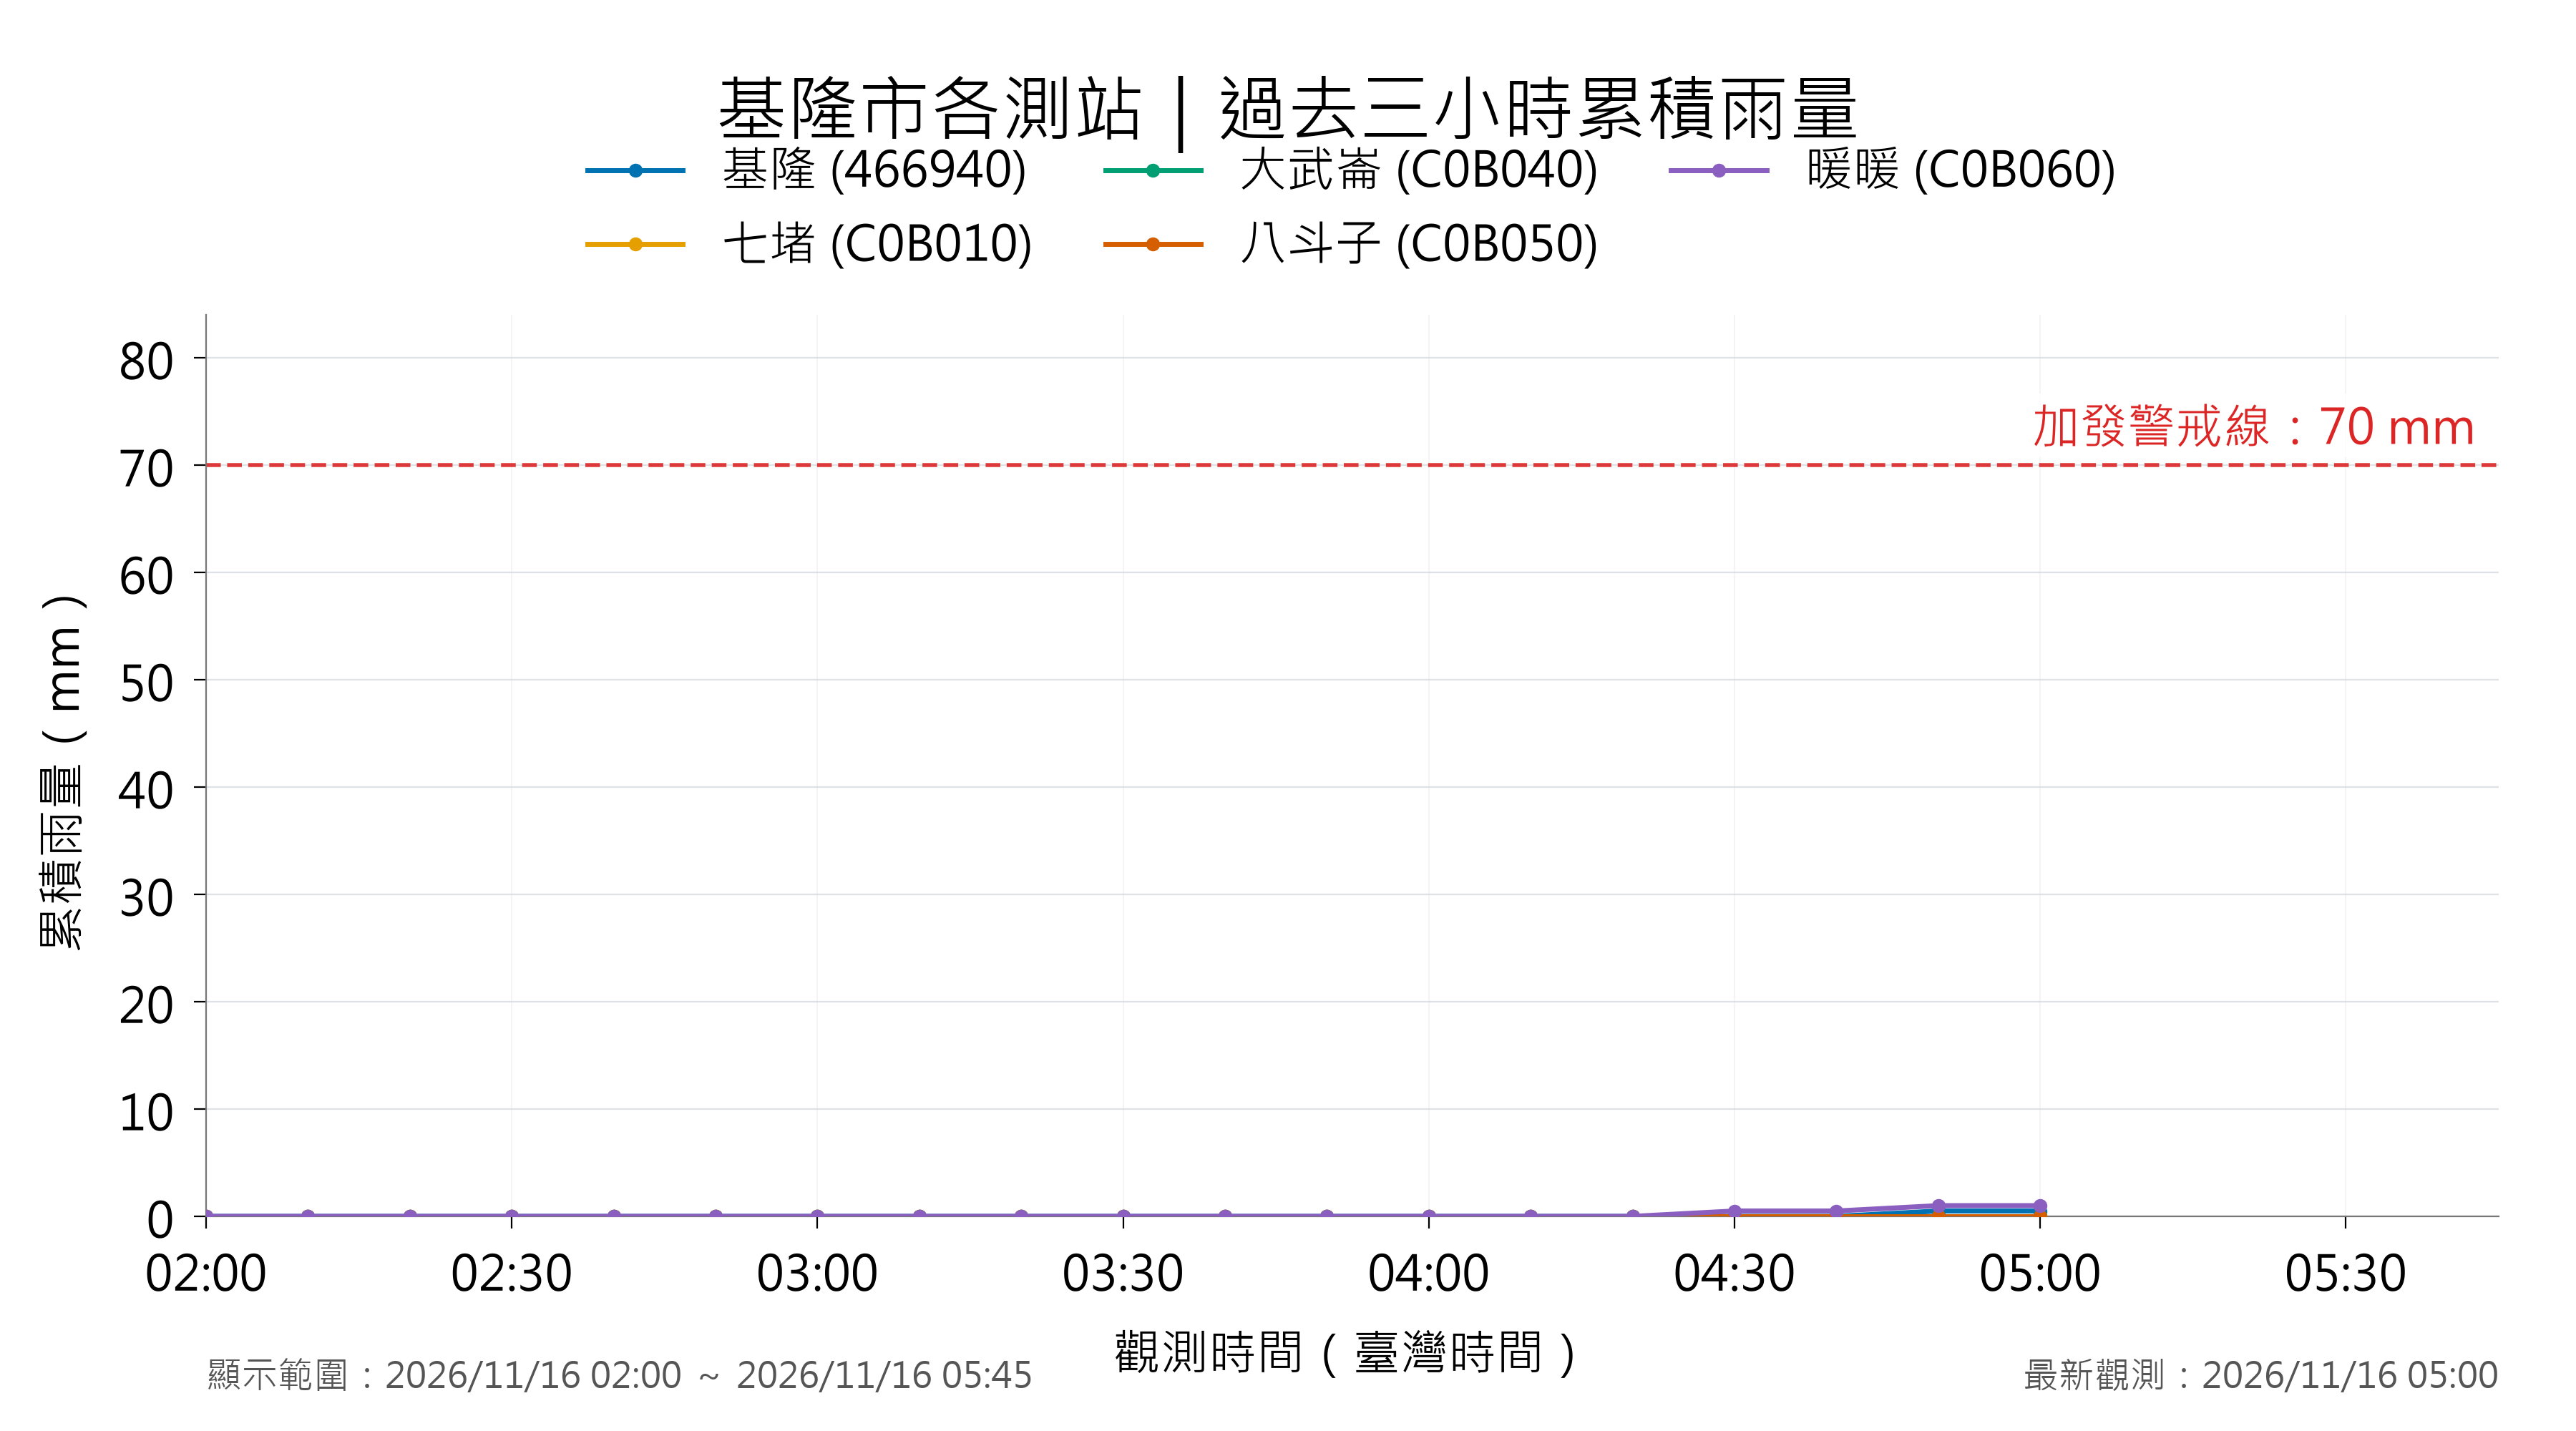 基隆市各測站｜過去三小時累積雨量
基隆 (466940)
大武崙 (C0B040)
暖暖 (C0B060)
七堵 (C0B010)
八斗子 (C0B050)
加發警戒線：70 mm
累積雨量（mm）
80
70
60
50
40
30
20
10
0
02:00
02:30
03:00
03:30
04:00
04:30
05:00
05:30
觀測時間（臺灣時間）
顯示範圍：2026/11/16 02:00 ~ 2026/11/16 05:45
最新觀測：2026/11/16 05:00